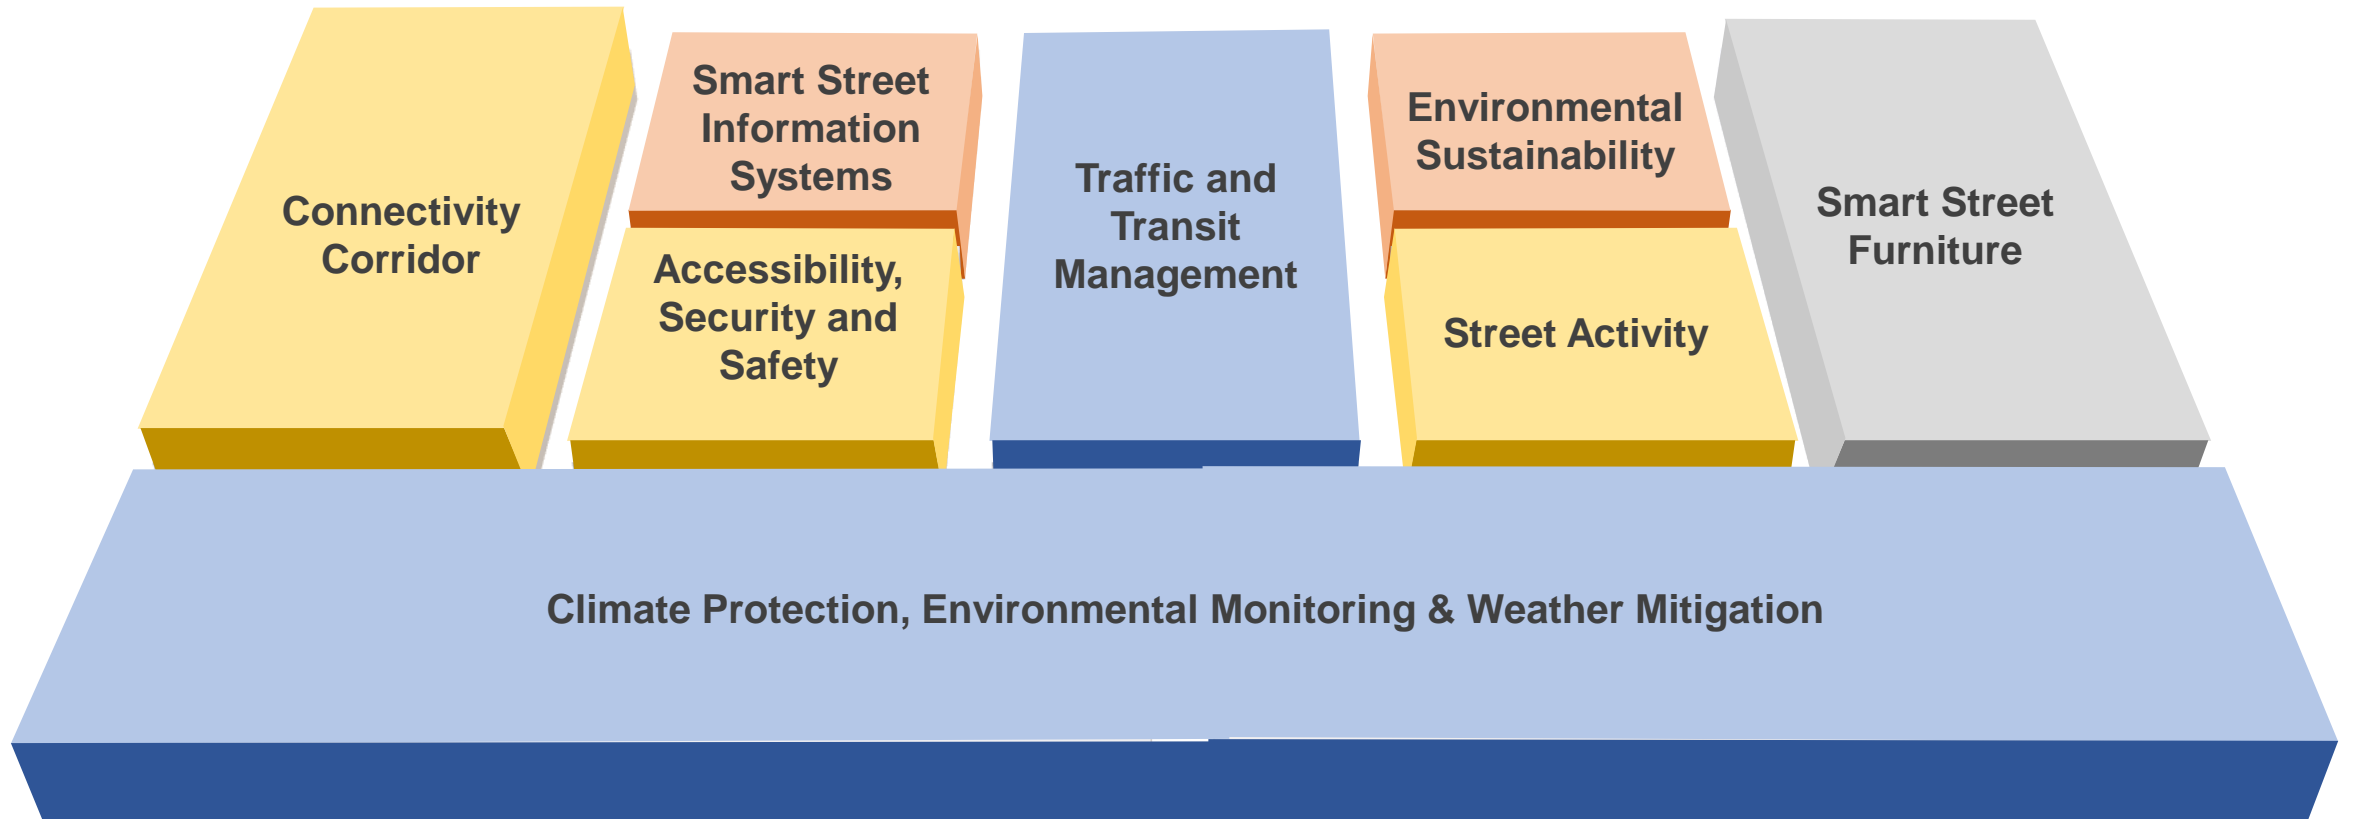 Connectivity
Corridor
Smart Street
Information
Systems
Accessibility,
Security and
Safety
Traffic and
Transit
Management
Environmental
Sustainability
Street Activity
Smart Street
Furniture
Climate Protection, Environmental Monitoring & Weather Mitigation